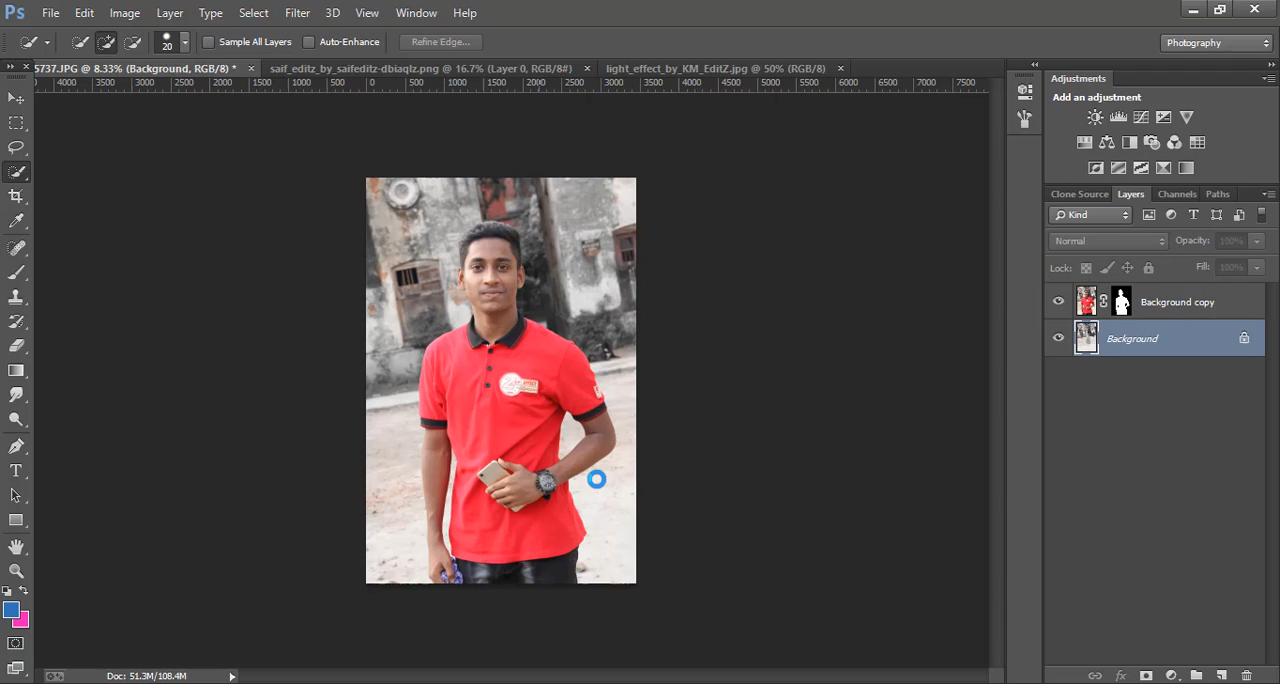 Ps File Edit Image Layer Type Select Filter 3D View Window Help
20 Sample All Layers Auto-Enhance Refine Edge... Photography
5737.JPG @ 8.33% (Background, RGB/8) * × saif_editz_by_saifeditz-dbiaqlz.png @ 16.7% (Layer 0, RGB/8#) × light_effect_by_KM_EditZ.jpg @ 50% (RGB/8) ×
4000 3500 3000 2500 2000 1500 1000 500 0 500 1000 1500 2000 2500 3000 3500 4000 4500 5000 5500 6000 6500 7000 7500
Adjustments
Add an adjustment
Clone Source Layers Channels Paths
Kind
Normal Opacity: 100%
Lock: Fill: 100%
Background copy
Background
Doc: 51.3M/108.4M